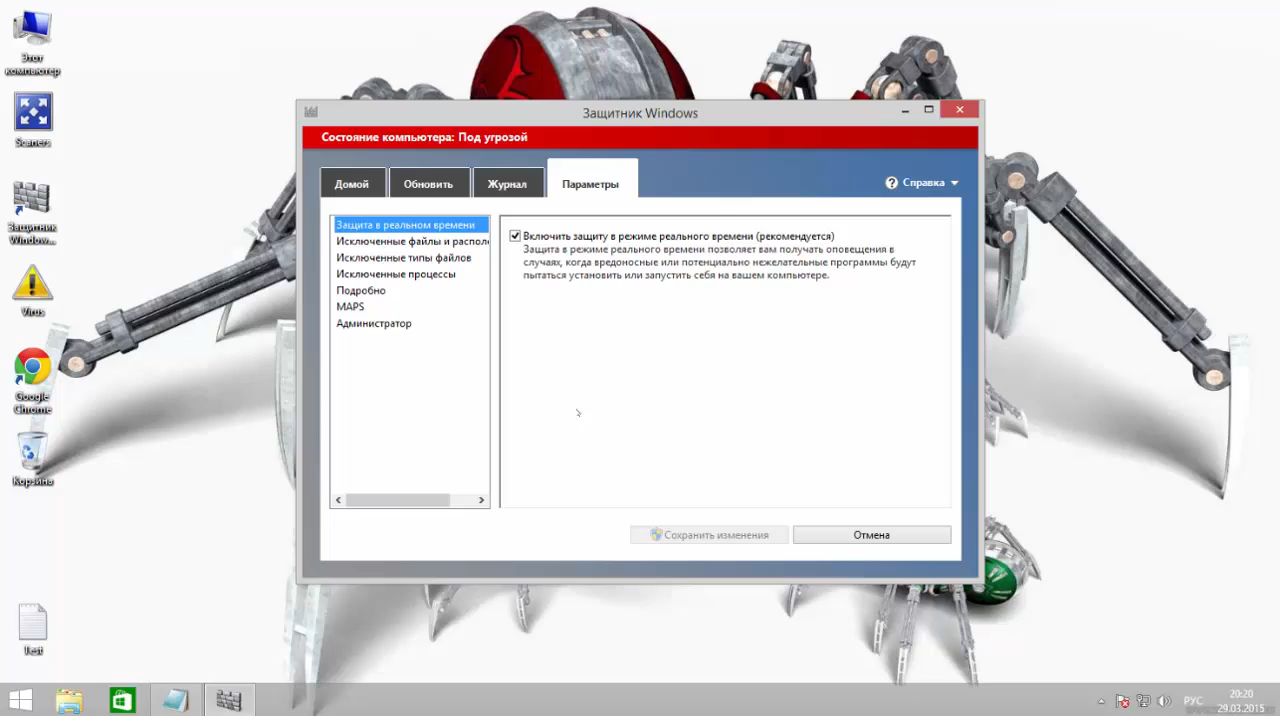 Этот
компьютер
Scaners
Защитник
Window...
Virus
Google
Chrome
Корзина
Test
Защитник Windows
Состояние компьютера: Под угрозой
Домой
Обновить
Журнал
Параметры
Справка
Защита в реальном времени
Исключенные файлы и распол
Исключенные типы файлов
Исключенные процессы
Подробно
MAPS
Администратор
Включить защиту в режиме реального времени (рекомендуется)
Защита в режиме реального времени позволяет вам получать оповещения в
случаях, когда вредоносные или потенциально нежелательные программы будут
пытаться установить или запустить себя на вашем компьютере.
Сохранить изменения
Отмена
РУС
20:20
29.03.2015